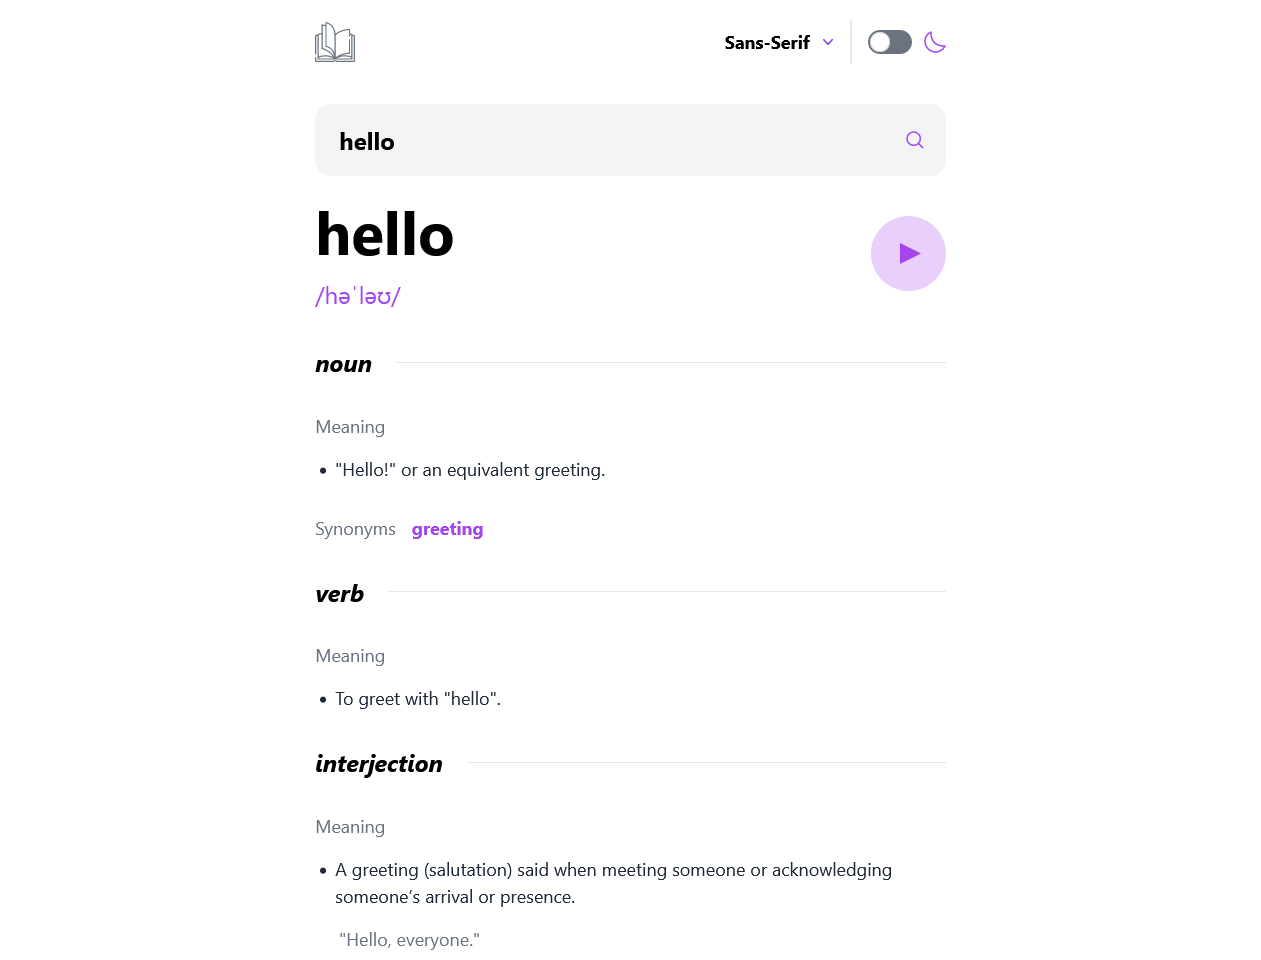 Sans-Serif
hello
hello
/həˈləʊ/
noun
Meaning
"Hello!" or an equivalent greeting.
Synonyms greeting
verb
Meaning
To greet with "hello".
interjection
Meaning
A greeting (salutation) said when meeting someone or acknowledging
someone’s arrival or presence.
"Hello, everyone."